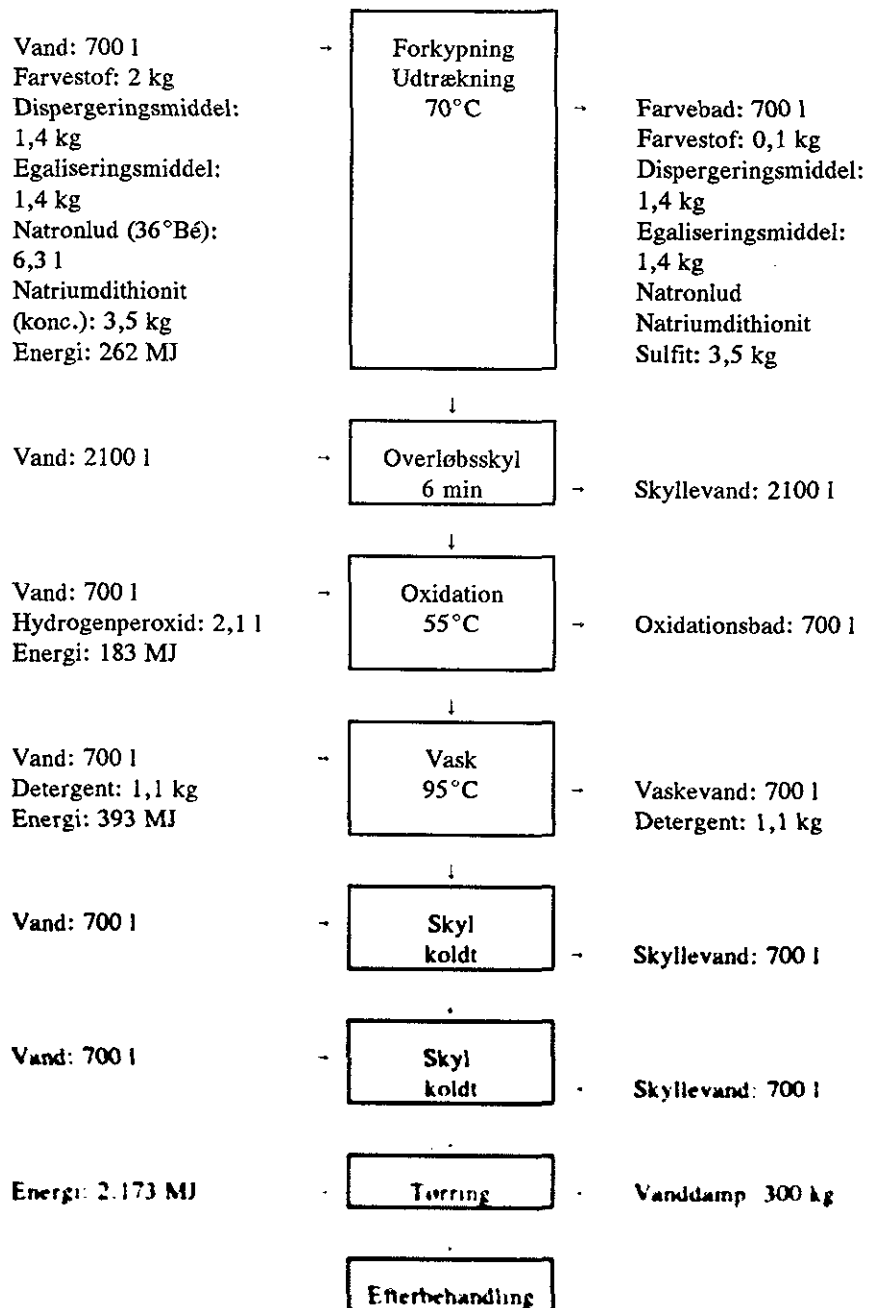 Vand: 700 l
Farvestof: 2 kg
Dispergeringsmiddel:
1,4 kg
Egaliseringsmiddel:
1,4 kg
Natronlud (36°Bé):
6,3 l
Natriumdithionit
(konc.): 3,5 kg
Energi: 262 MJ
→
Forkypning
Udtrækning
70°C
→
Farvebad: 700 l
Farvestof: 0,1 kg
Dispergeringsmiddel:
1,4 kg
Egaliseringsmiddel:
1,4 kg
Natronlud
Natriumdithionit
Sulfit: 3,5 kg
↓
Vand: 2100 l
→
Overløbsskyl
6 min
→
Skyllevand: 2100 l
↓
Vand: 700 l
Hydrogenperoxid: 2,1 l
Energi: 183 MJ
→
Oxidation
55°C
→
Oxidationsbad: 700 l
↓
Vand: 700 l
Detergent: 1,1 kg
Energi: 393 MJ
→
Vask
95°C
→
Vaskevand: 700 l
Detergent: 1,1 kg
↓
Vand: 700 l
→
Skyl
koldt
→
Skyllevand: 700 l
Vand: 700 l
→
Skyl
koldt
Skyllevand: 700 l
Energi: 2.173 MJ
Tørring
Vanddamp 300 kg
Efterbehandling